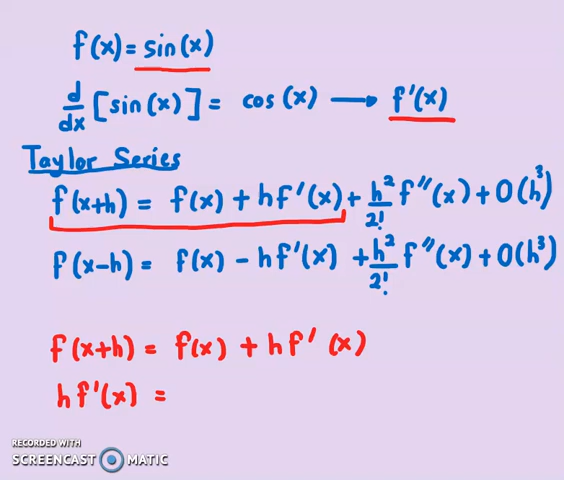 f(x) = sin(x)
d/dx [sin(x)] = cos(x) → f'(x)
Taylor Series
f(x+h) = f(x) + hf'(x) + h²/2! f''(x) + O(h³)
f(x-h) = f(x) - hf'(x) + h²/2! f''(x) + O(h³)
f(x+h) = f(x) + hf'(x)
hf'(x) =
RECORDED WITH
SCREENCAST MATIC